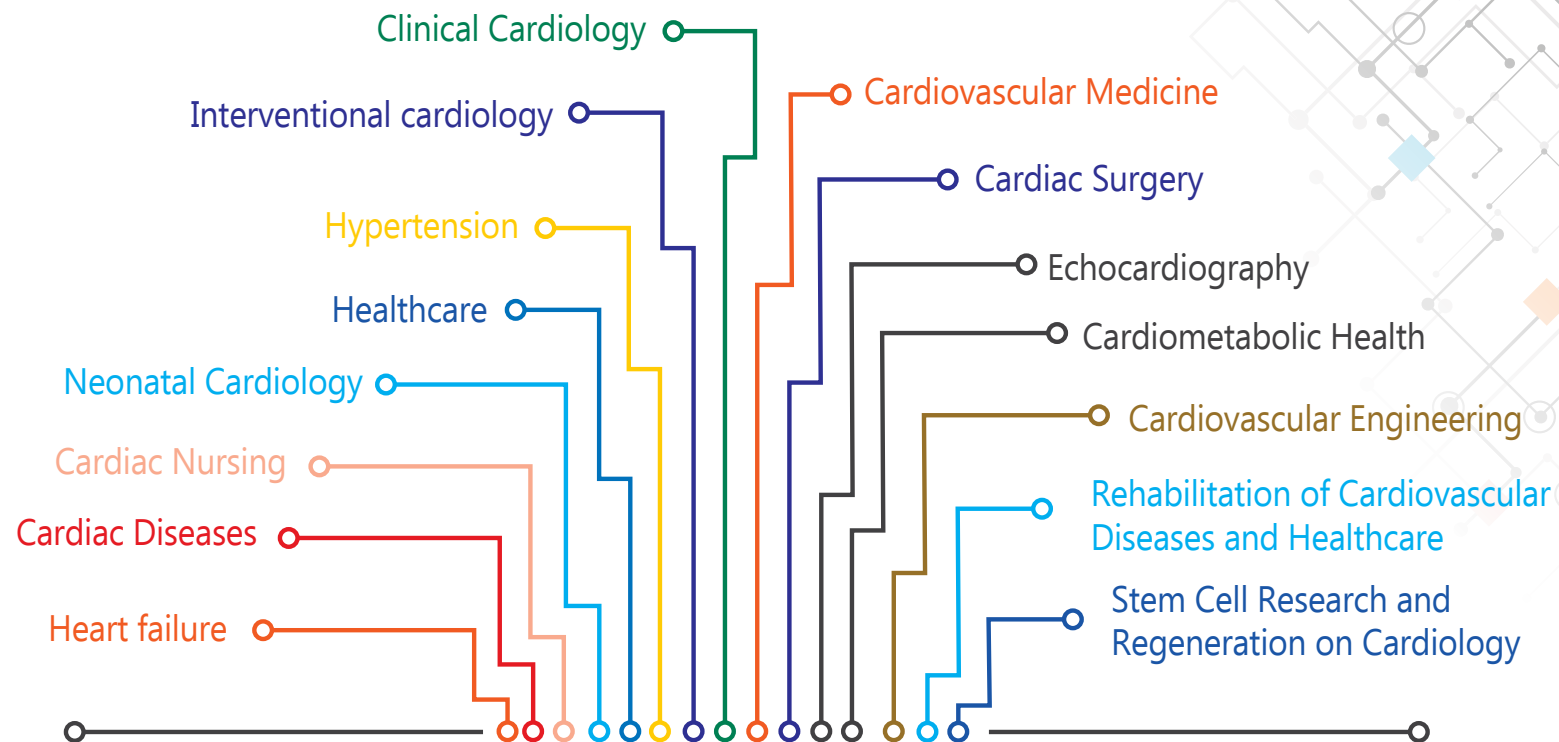 Clinical Cardiology
Interventional cardiology
Hypertension
Healthcare
Neonatal Cardiology
Cardiac Nursing
Cardiac Diseases
Heart failure
Cardiovascular Medicine
Cardiac Surgery
Echocardiography
Cardiometabolic Health
Cardiovascular Engineering
Rehabilitation of Cardiovascular
Diseases and Healthcare
Stem Cell Research and
Regeneration on Cardiology